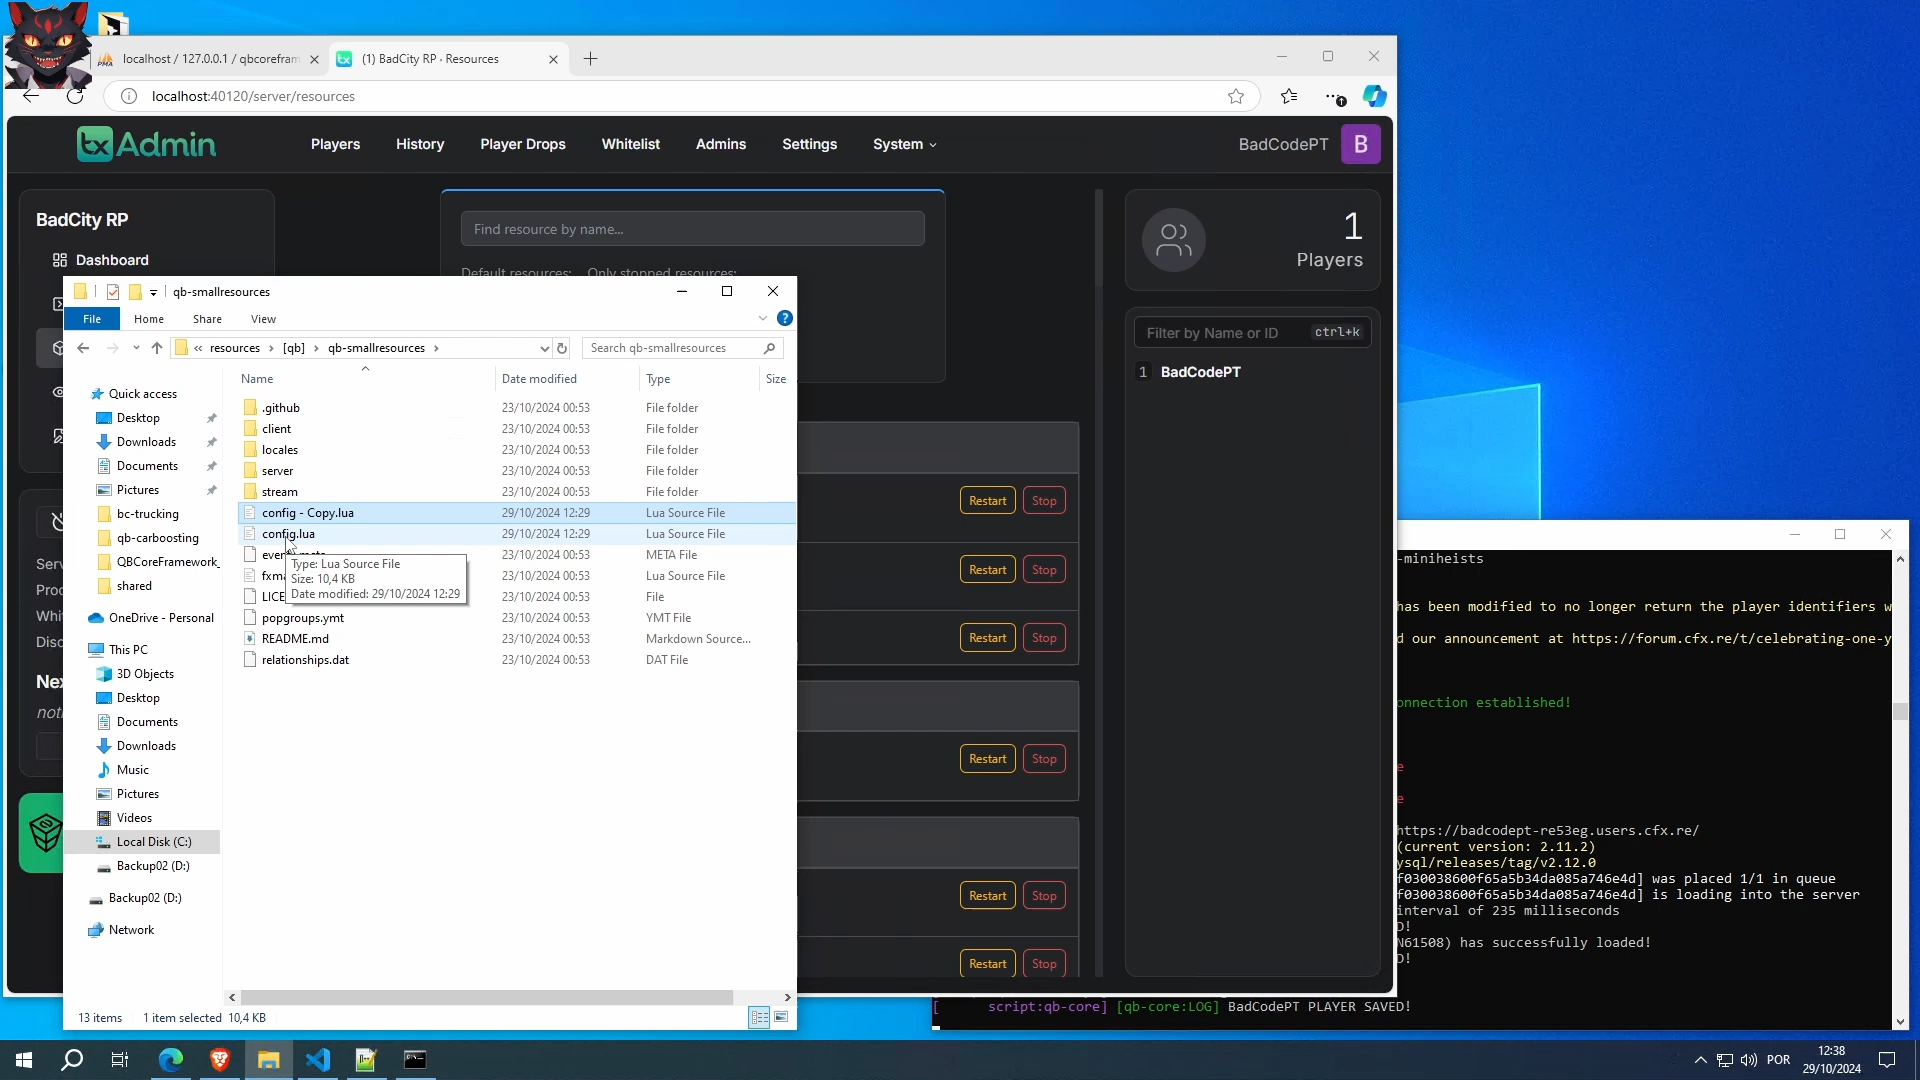 localhost / 127.0.0.1 / qbcorefram
(1) BadCity RP · Resources
localhost:40120/server/resources
tx Admin
Players
History
Player Drops
Whitelist
Admins
Settings
System
BadCodePT
B
BadCity RP
Dashboard
Find resource by name...
Default resources:
Only stopped resources:
1
Players
Filter by Name or ID
ctrl+k
1 BadCodePT
qb-smallresources
File
Home
Share
View
« resources > [qb] > qb-smallresources >
Search qb-smallresources
Name
Date modified
Type
Size
Quick access
Desktop
Downloads
Documents
Pictures
bc-trucking
qb-carboosting
QBCoreFramework_
shared
OneDrive - Personal
This PC
3D Objects
Desktop
Documents
Downloads
Music
Pictures
Videos
Local Disk (C:)
Backup02 (D:)
Backup02 (D:)
Network
.github 23/10/2024 00:53 File folder
client 23/10/2024 00:53 File folder
locales 23/10/2024 00:53 File folder
server 23/10/2024 00:53 File folder
stream 23/10/2024 00:53 File folder
config - Copy.lua 29/10/2024 12:29 Lua Source File
config.lua 29/10/2024 12:29 Lua Source File
23/10/2024 00:53 META File
fxma 23/10/2024 00:53 Lua Source File
LICE 23/10/2024 00:53 File
popgroups.ymt 23/10/2024 00:53 YMT File
README.md 23/10/2024 00:53 Markdown Source...
relationships.dat 23/10/2024 00:53 DAT File
Type: Lua Source File
Size: 10,4 KB
Date modified: 29/10/2024 12:29
13 items
1 item selected 10,4 KB
Serv
Proc
Whi
Disc
Nex
noth
Restart Stop
Restart Stop
Restart Stop
Restart Stop
Restart Stop
Restart Stop
-miniheists
has been modified to no longer return the player identifiers w
d our announcement at https://forum.cfx.re/t/celebrating-one-y
onnection established!
e
e
https://badcodept-re53eg.users.cfx.re/
(current version: 2.11.2)
ysql/releases/tag/v2.12.0
f030038600f65a5b34da085a746e4d] was placed 1/1 in queue
f030038600f65a5b34da085a746e4d] is loading into the server
interval of 235 milliseconds
D!
N61508) has successfully loaded!
D!
[ script:qb-core] [qb-core:LOG] BadCodePT PLAYER SAVED!
POR
12:38
29/10/2024